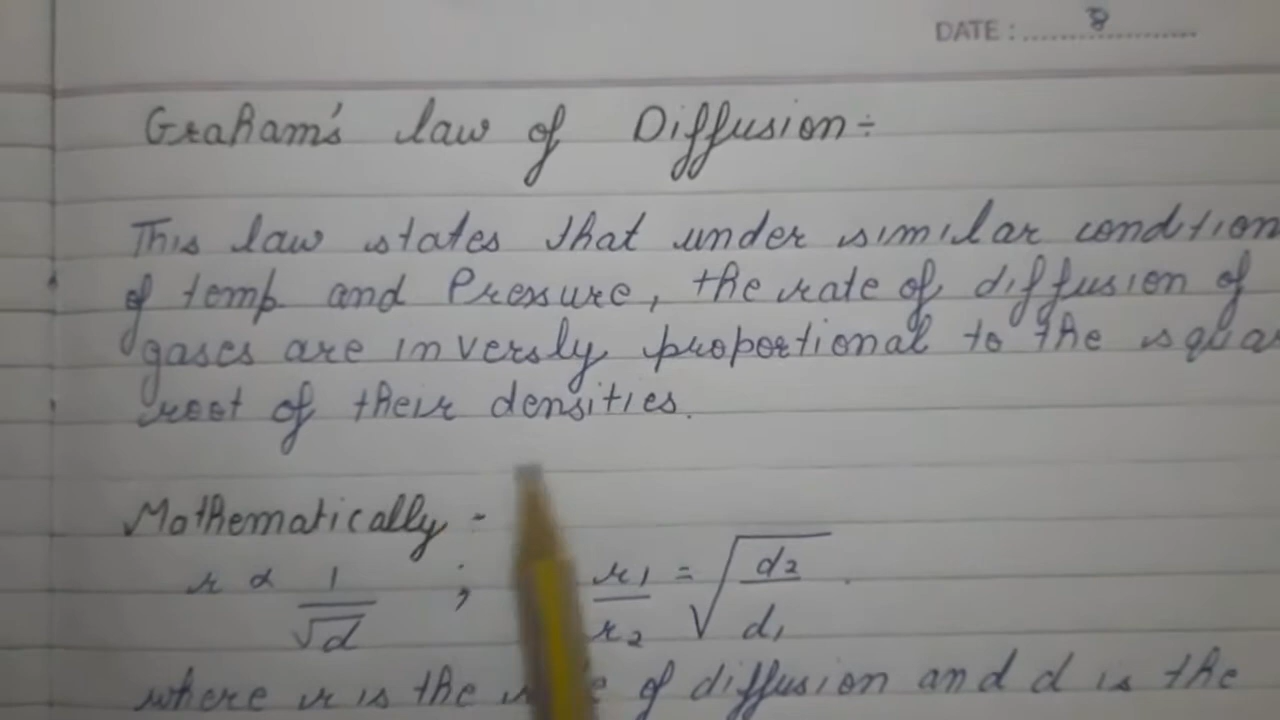 DATE : 8
Graham's law of Diffusion÷
This law states that under similar condition
of temp and Pressure, the rate of diffusion of
gases are inversly proportional to the squa
root of their densities.
Mathematically -
r ∝ 1/√d ; r1/r2 = √(d2/d1) .
where r is the of diffusion and d is the